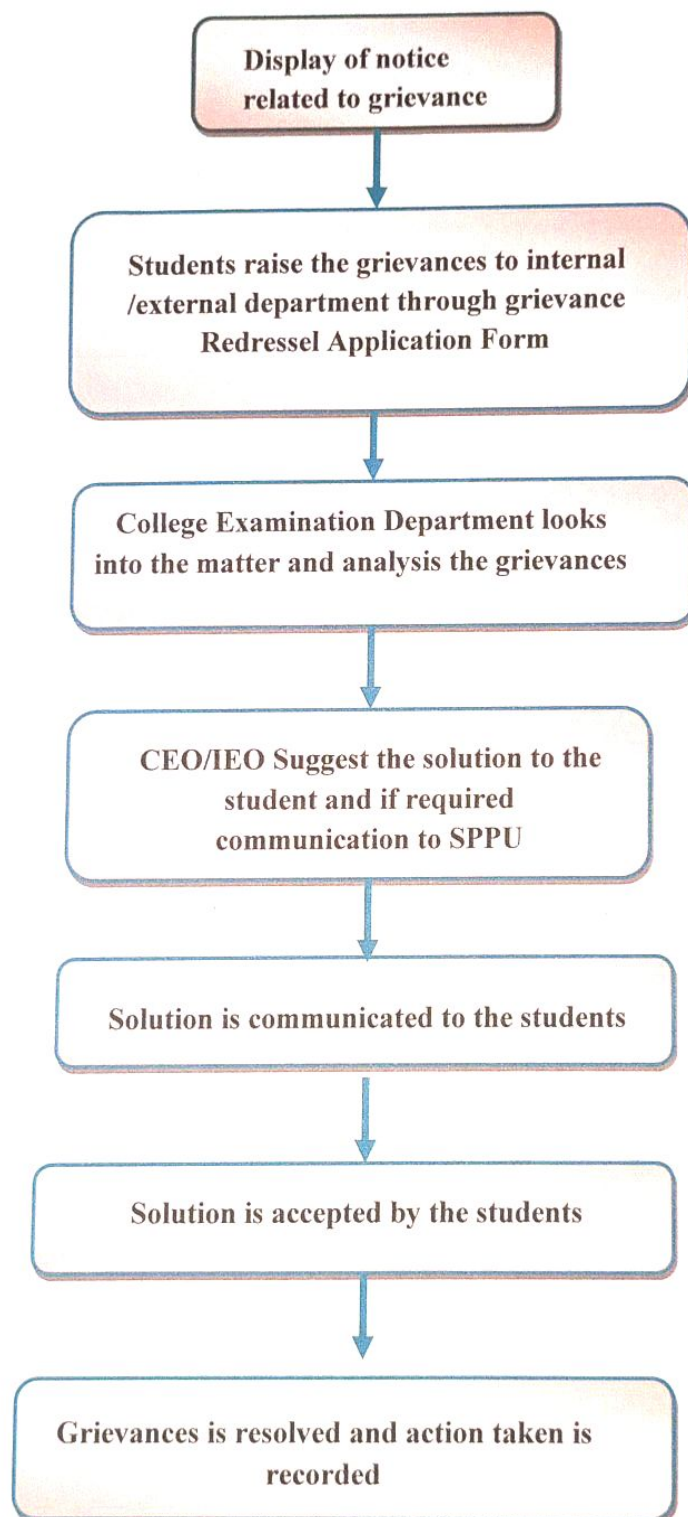 Display of notice
related to grievance
Students raise the grievances to internal
/external department through grievance
Redressel Application Form
College Examination Department looks
into the matter and analysis the grievances
CEO/IEO Suggest the solution to the
student and if required
communication to SPPU
Solution is communicated to the students
Solution is accepted by the students
Grievances is resolved and action taken is
recorded